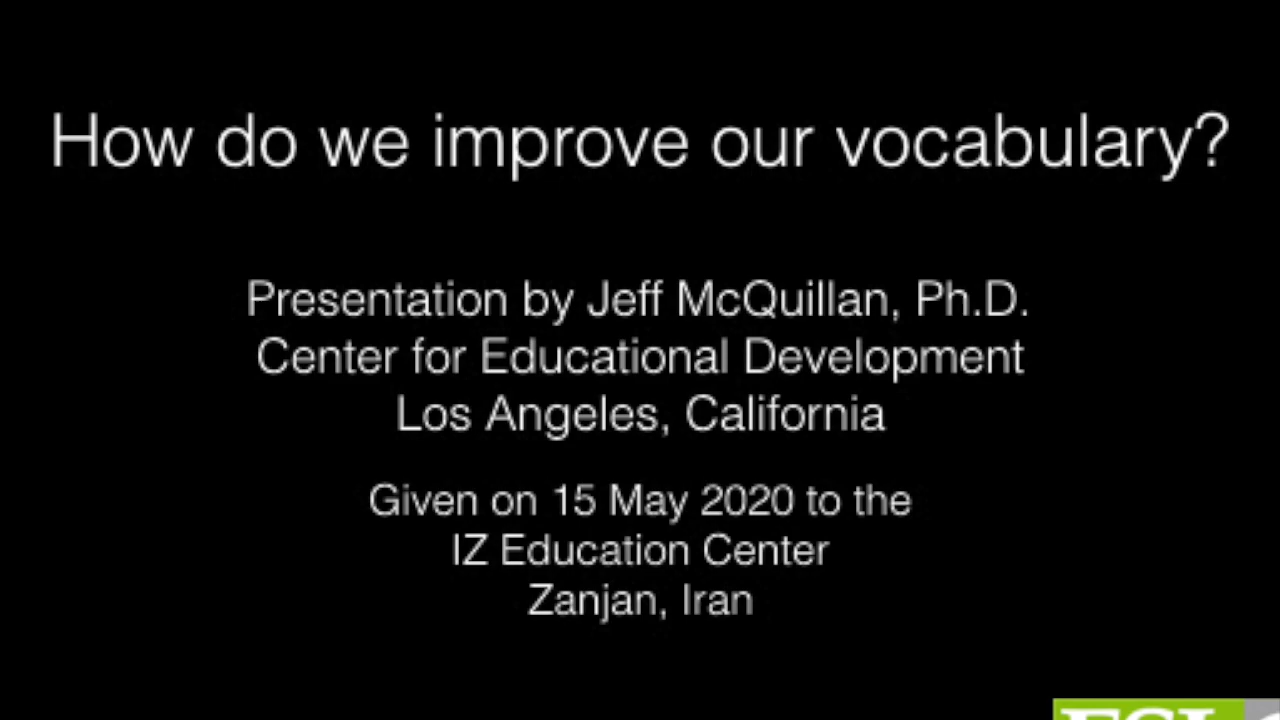 How do we improve our vocabulary?
Presentation by Jeff McQuillan, Ph.D.
Center for Educational Development
Los Angeles, California
Given on 15 May 2020 to the
IZ Education Center
Zanjan, Iran